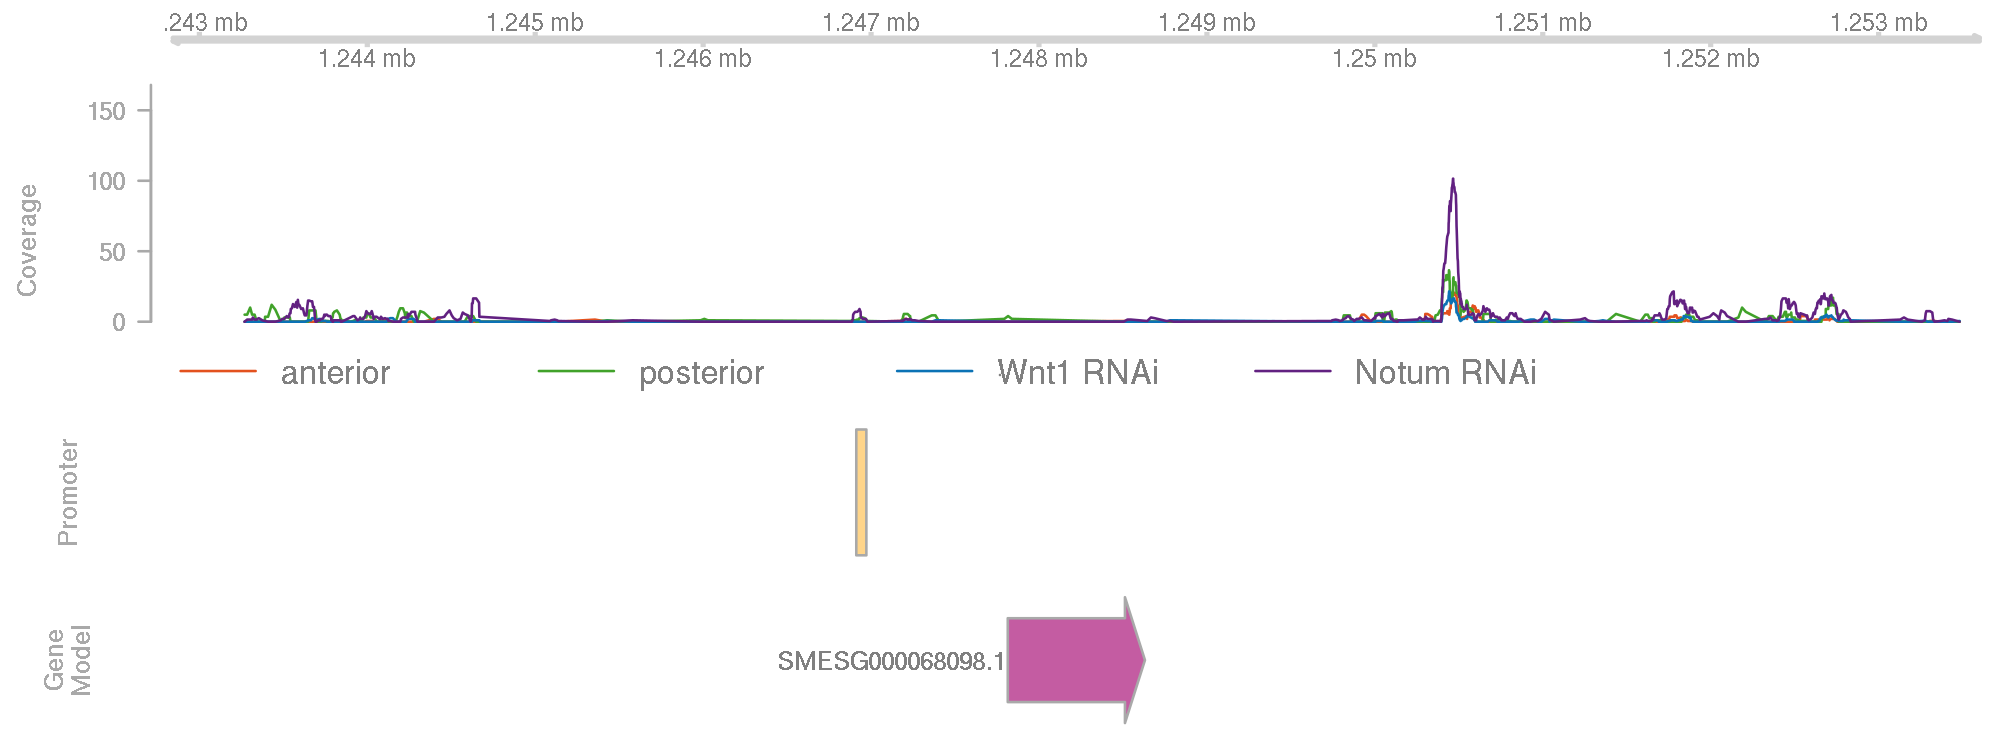 .243 mb 1.245 mb 1.247 mb 1.249 mb 1.251 mb 1.253 mb
1.244 mb 1.246 mb 1.248 mb 1.25 mb 1.252 mb
Coverage
150
100
50
0
anterior posterior Wnt1 RNAi Notum RNAi
Promoter
Gene
Model
SMESG000068098.1